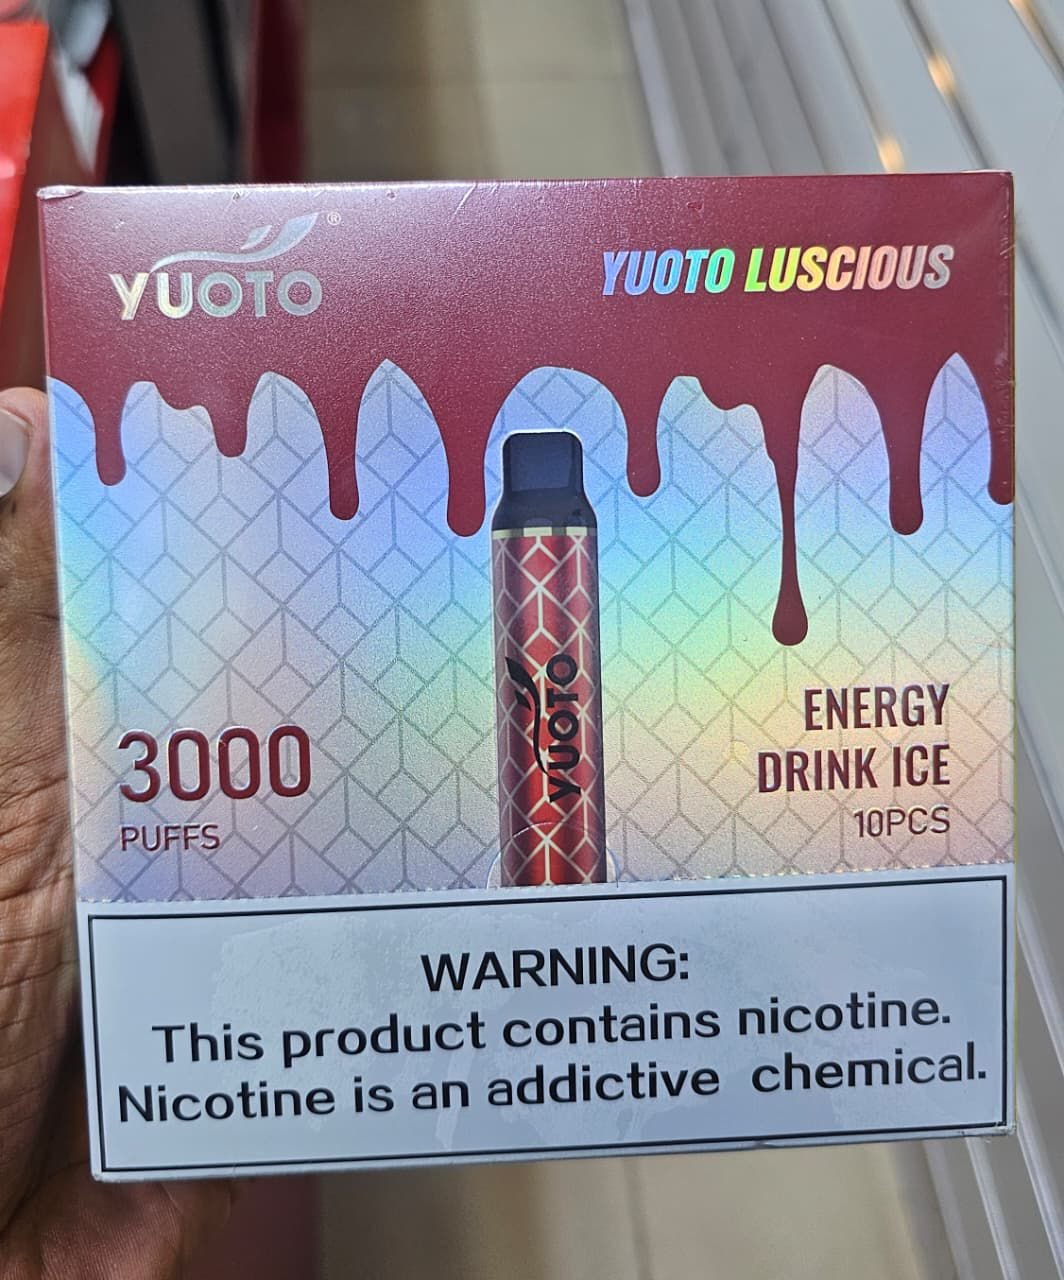 YUOTO®
YUOTO LUSCIOUS
YUOTO
3000
PUFFS
ENERGY
DRINK ICE
10PCS
WARNING:
This product contains nicotine.
Nicotine is an addictive chemical.